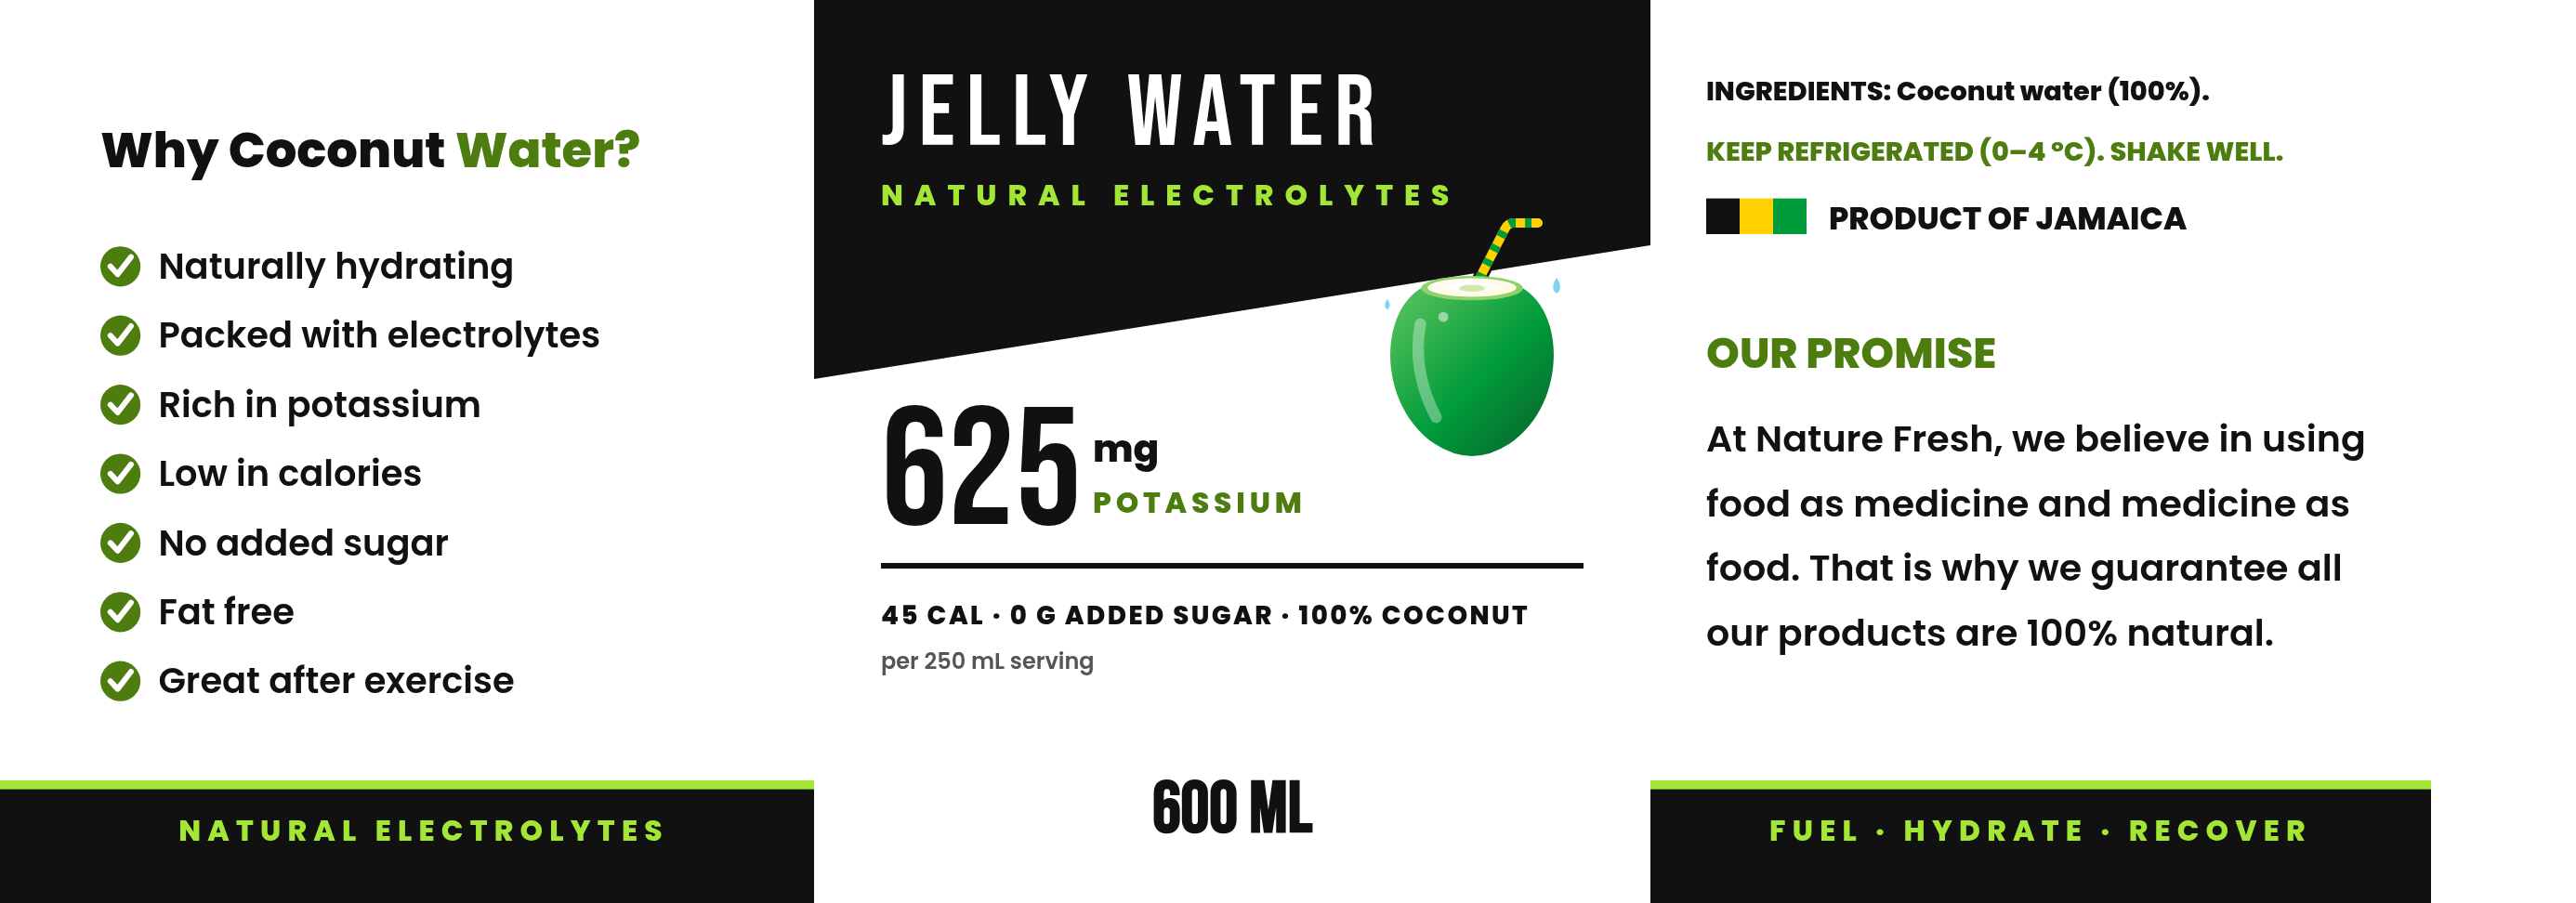 Why Coconut Water?
Naturally hydrating
Packed with electrolytes
Rich in potassium
Low in calories
No added sugar
Fat free
Great after exercise
NATURAL ELECTROLYTES
JELLY WATER
NATURAL ELECTROLYTES
625 mg
POTASSIUM
45 CAL · 0 G ADDED SUGAR · 100% COCONUT
per 250 mL serving
600 ML
INGREDIENTS: Coconut water (100%).
KEEP REFRIGERATED (0–4 °C). SHAKE WELL.
PRODUCT OF JAMAICA
OUR PROMISE
At Nature Fresh, we believe in using
food as medicine and medicine as
food. That is why we guarantee all
our products are 100% natural.
FUEL · HYDRATE · RECOVER